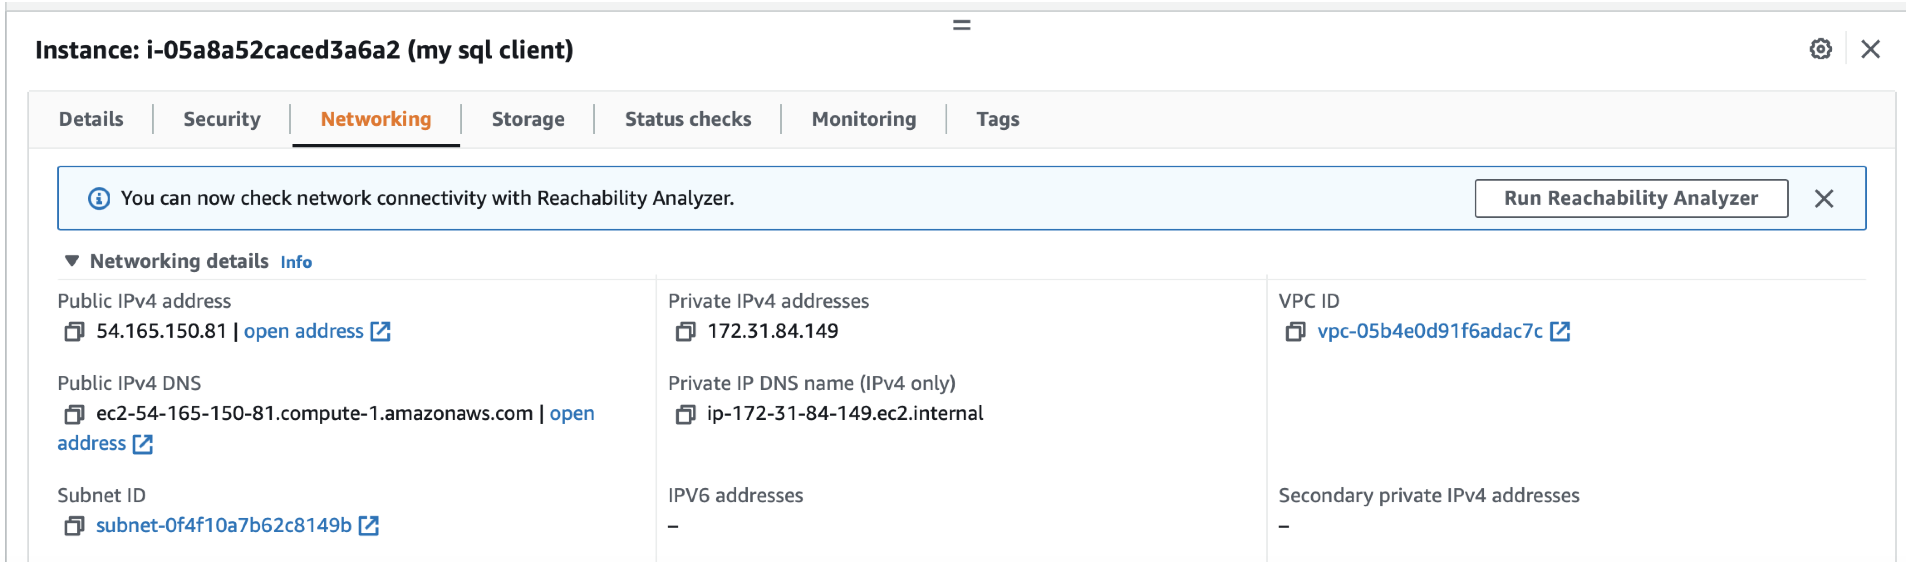 Instance: i-05a8a52caced3a6a2 (my sql client)
Details
Security
Networking
Storage
Status checks
Monitoring
Tags
You can now check network connectivity with Reachability Analyzer.
Run Reachability Analyzer
Networking details Info
Public IPv4 address
54.165.150.81 | open address
Public IPv4 DNS
ec2-54-165-150-81.compute-1.amazonaws.com | open
address
Subnet ID
subnet-0f4f10a7b62c8149b
Private IPv4 addresses
172.31.84.149
Private IP DNS name (IPv4 only)
ip-172-31-84-149.ec2.internal
IPV6 addresses
–
VPC ID
vpc-05b4e0d91f6adac7c
Secondary private IPv4 addresses
–